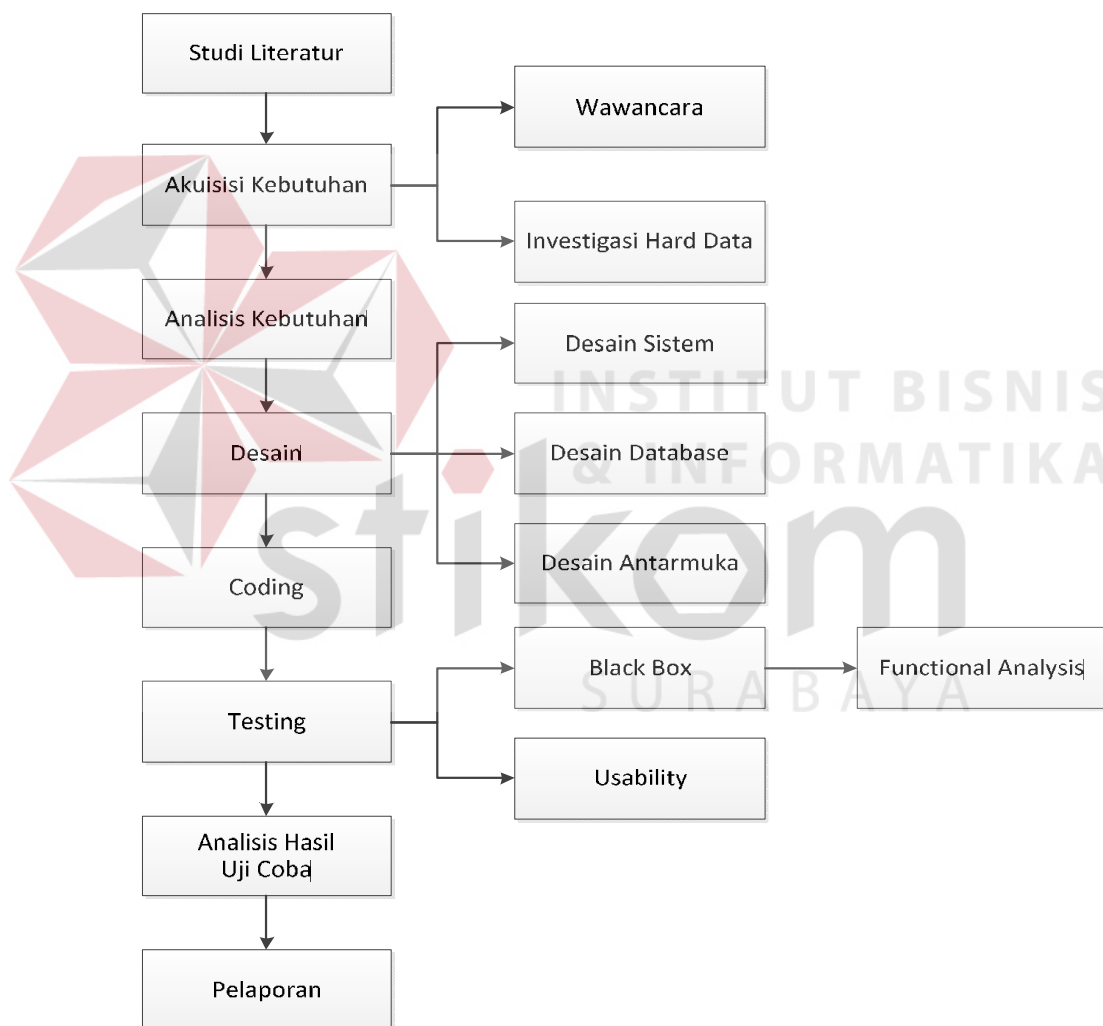 Studi Literatur
Wawancara
Akuisisi Kebutuhan
Investigasi Hard Data
Analisis Kebutuhan
Desain Sistem
INSTITUT BISNIS
Desain
Desain Database
& INFORMATIKA
stikom
Desain Antarmuka
Coding
Black Box
Functional Analysis
SURABAYA
Testing
Usability
Analisis Hasil
Uji Coba
Pelaporan